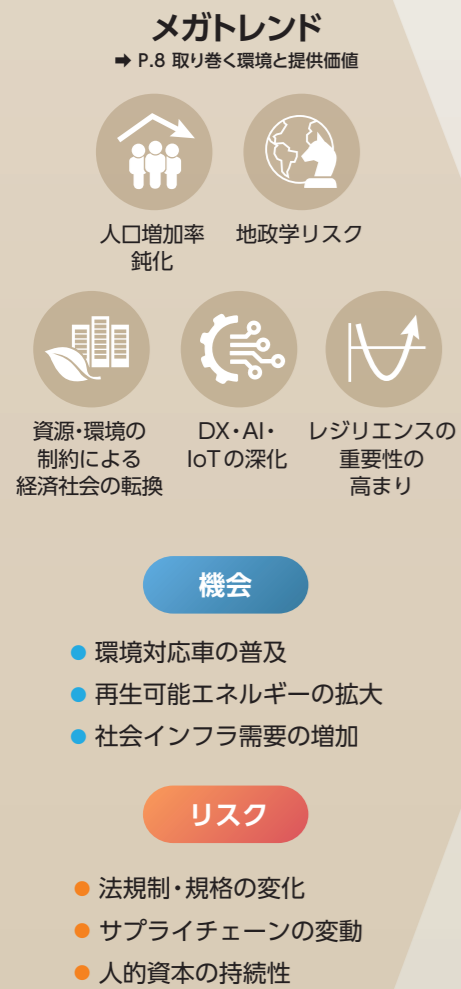 メガトレンド
➡ P.8 取り巻く環境と提供価値
人口増加率
鈍化
地政学リスク
資源・環境の
制約による
経済社会の転換
DX・AI・
IoTの深化
レジリエンスの
重要性の
高まり
機会
● 環境対応車の普及
● 再生可能エネルギーの拡大
● 社会インフラ需要の増加
リスク
● 法規制・規格の変化
● サプライチェーンの変動
● 人的資本の持続性